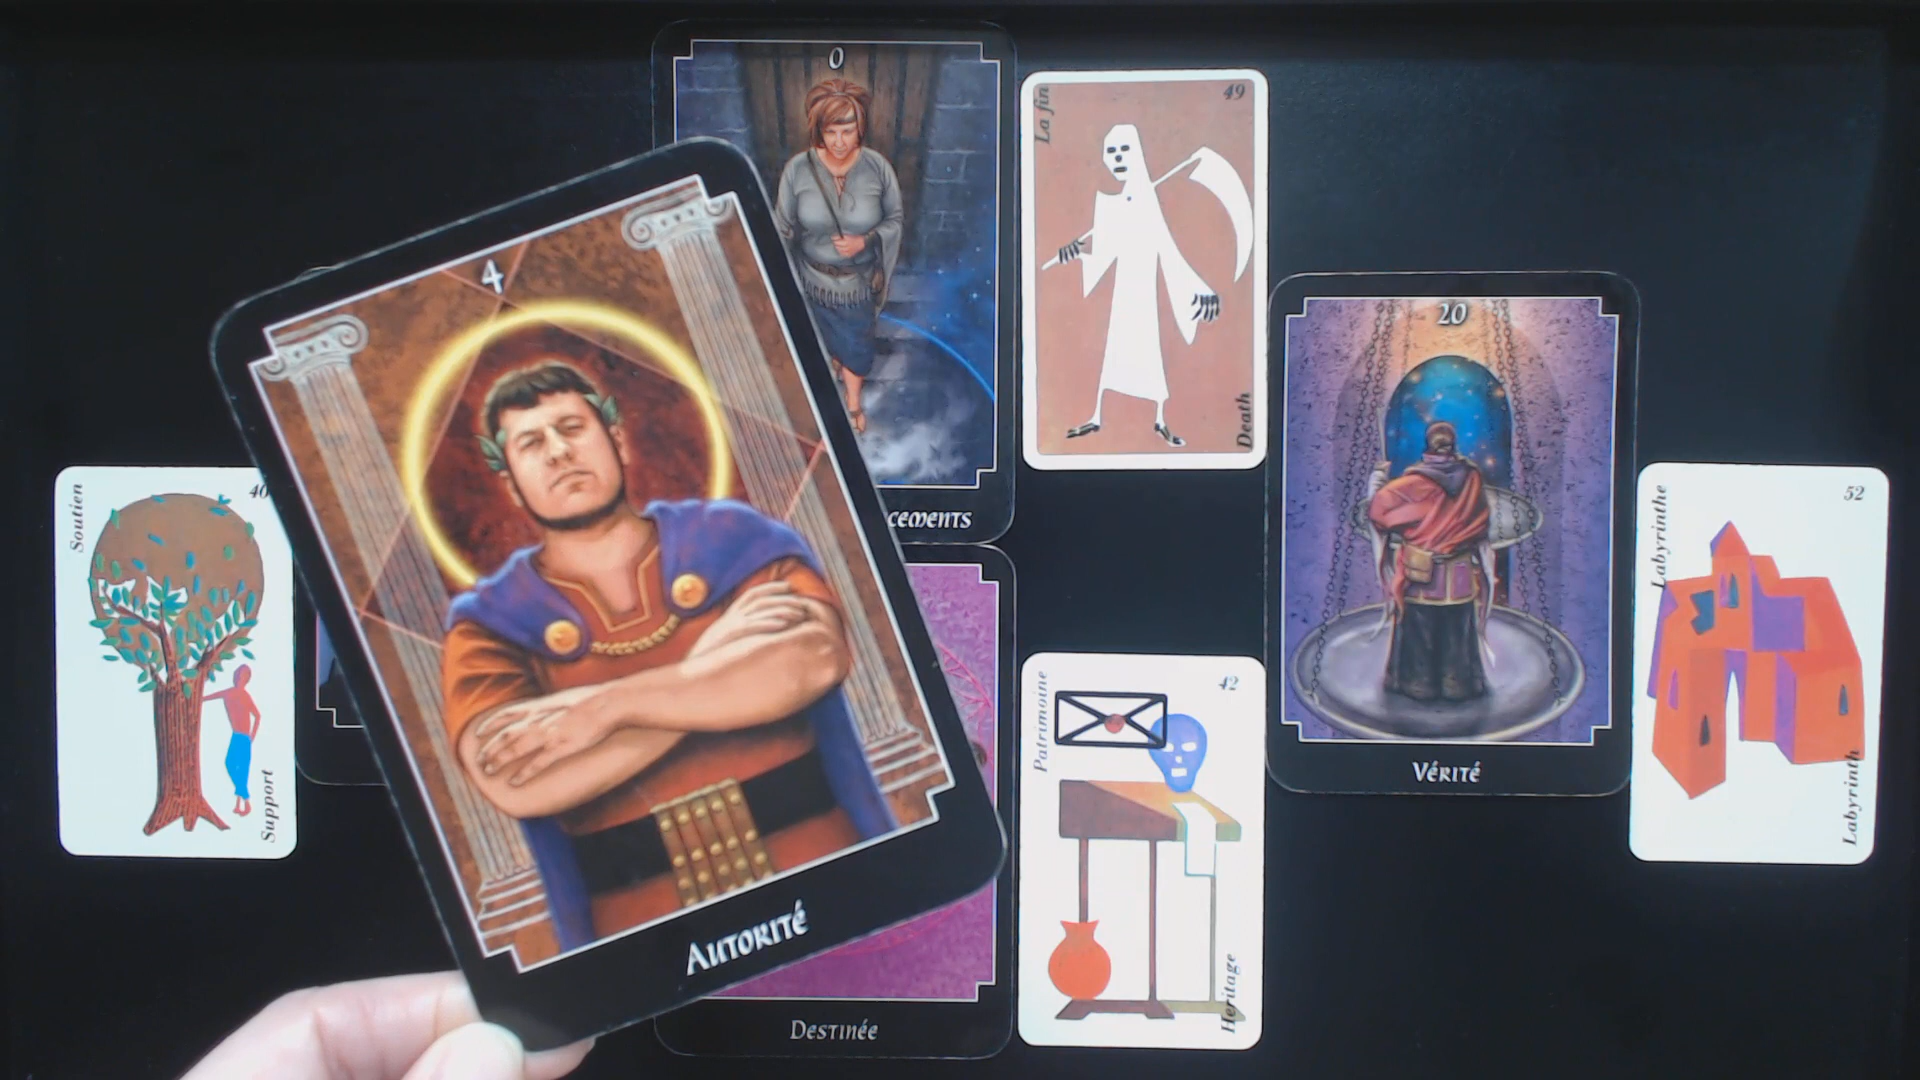 0
cements
La fin
49
Death
4
Autorité
20
Vérité
Soutien
40
Support
Labyrinthe
52
Labyrinth
Patrimoine
42
Heritage
Destinée